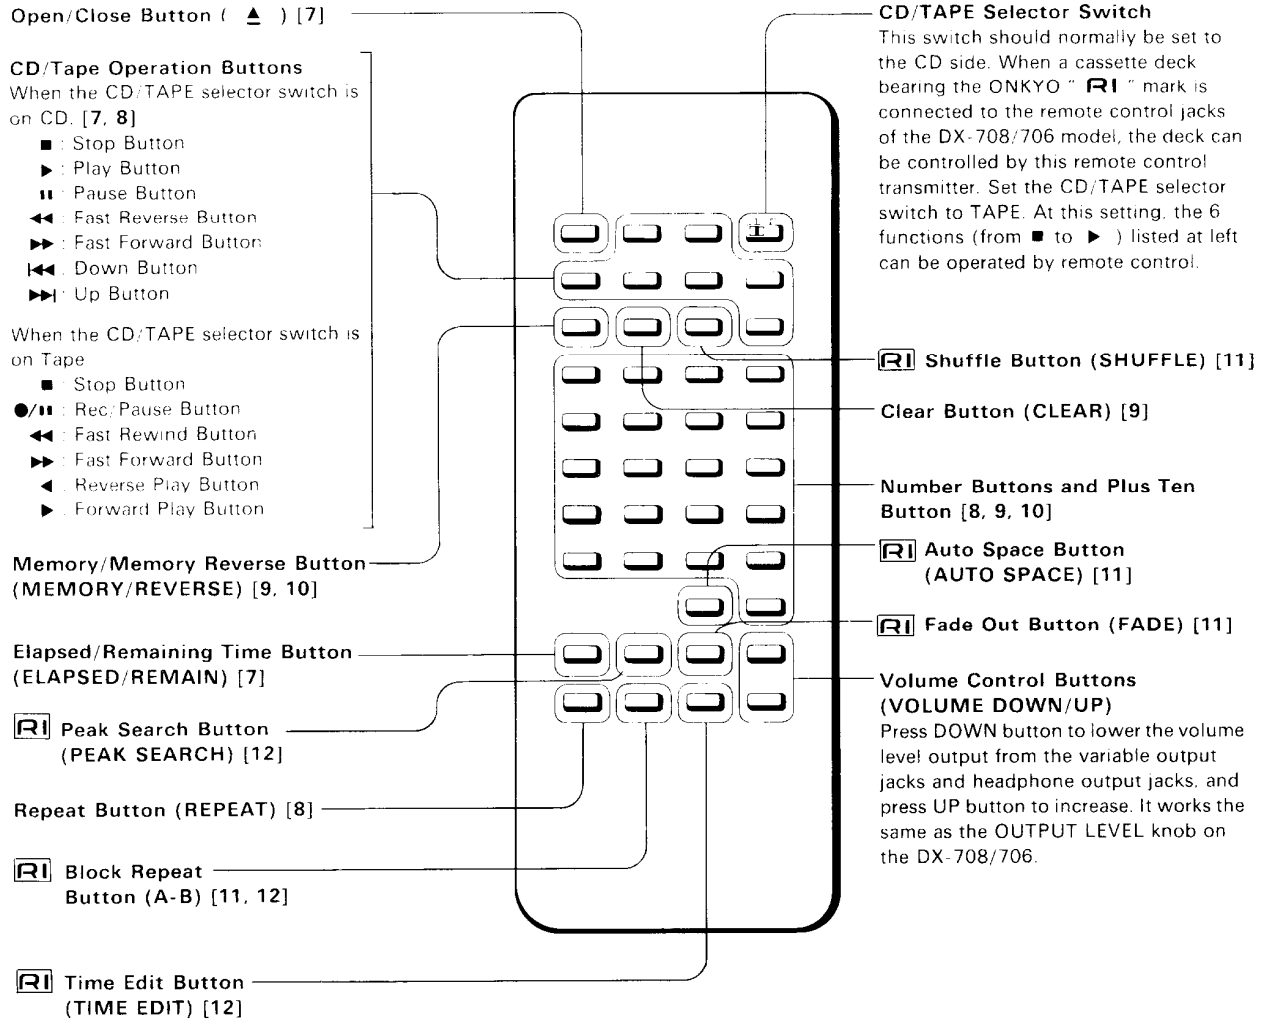 Open/Close Button ( ▲ ) [7]
CD/Tape Operation Buttons
When the CD/TAPE selector switch is
on CD. [7, 8]
■ : Stop Button
▶ : Play Button
❙❙ : Pause Button
◀◀ : Fast Reverse Button
▶▶ : Fast Forward Button
|◀◀ : Down Button
▶▶| : Up Button
When the CD/TAPE selector switch is
on Tape
■ : Stop Button
●/❙❙ : Rec/Pause Button
◀◀ : Fast Rewind Button
▶▶ : Fast Forward Button
◀ : Reverse Play Button
▶ : Forward Play Button
Memory/Memory Reverse Button
(MEMORY/REVERSE) [9, 10]
Elapsed/Remaining Time Button
(ELAPSED/REMAIN) [7]
RI Peak Search Button
(PEAK SEARCH) [12]
Repeat Button (REPEAT) [8]
RI Block Repeat
Button (A-B) [11, 12]
RI Time Edit Button
(TIME EDIT) [12]
CD/TAPE Selector Switch
This switch should normally be set to
the CD side. When a cassette deck
bearing the ONKYO " RI " mark is
connected to the remote control jacks
of the DX-708/706 model, the deck can
be controlled by this remote control
transmitter. Set the CD/TAPE selector
switch to TAPE. At this setting, the 6
functions (from ■ to ▶ ) listed at left
can be operated by remote control.
RI Shuffle Button (SHUFFLE) [11]
Clear Button (CLEAR) [9]
Number Buttons and Plus Ten
Button [8, 9, 10]
RI Auto Space Button
(AUTO SPACE) [11]
RI Fade Out Button (FADE) [11]
Volume Control Buttons
(VOLUME DOWN/UP)
Press DOWN button to lower the volume
level output from the variable output
jacks and headphone output jacks, and
press UP button to increase. It works the
same as the OUTPUT LEVEL knob on
the DX-708/706.